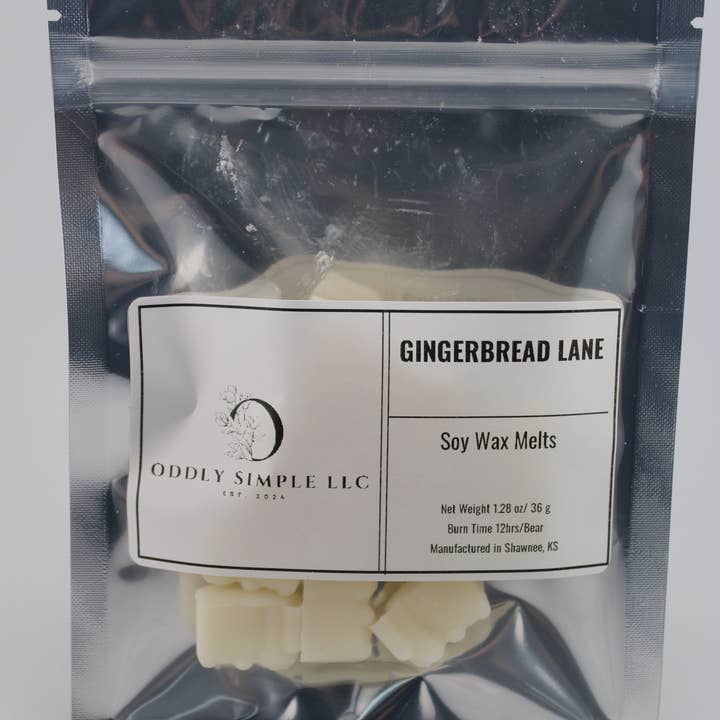 ODDLY SIMPLE LLC
EST. 2024
GINGERBREAD LANE
Soy Wax Melts
Net Weight 1.28 oz/ 36 g
Burn Time 12hrs/Bear
Manufactured in Shawnee, KS